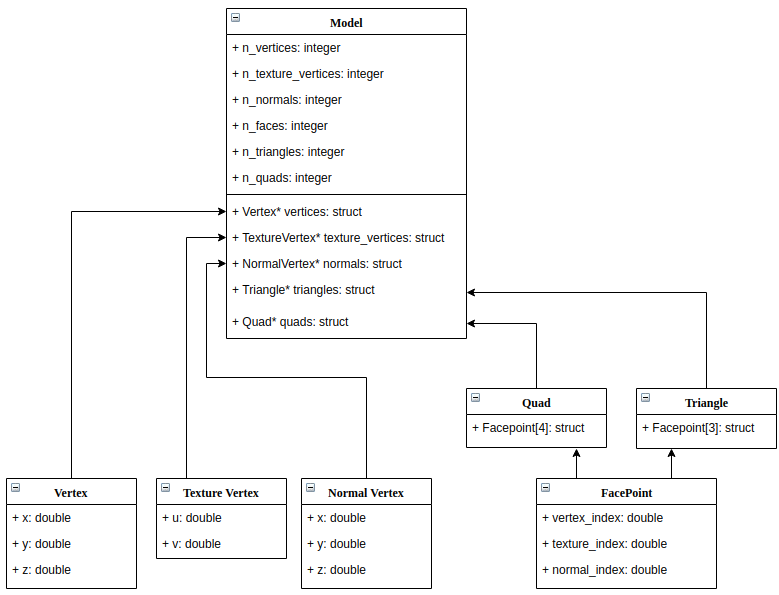 Model
+ n_vertices: integer
+ n_texture_vertices: integer
+ n_normals: integer
+ n_faces: integer
+ n_triangles: integer
+ n_quads: integer
+ Vertex* vertices: struct
+ TextureVertex* texture_vertices: struct
+ NormalVertex* normals: struct
+ Triangle* triangles: struct
+ Quad* quads: struct
Quad
+ Facepoint[4]: struct
Triangle
+ Facepoint[3]: struct
Vertex
+ x: double
+ y: double
+ z: double
Texture Vertex
+ u: double
+ v: double
Normal Vertex
+ x: double
+ y: double
+ z: double
FacePoint
+ vertex_index: double
+ texture_index: double
+ normal_index: double